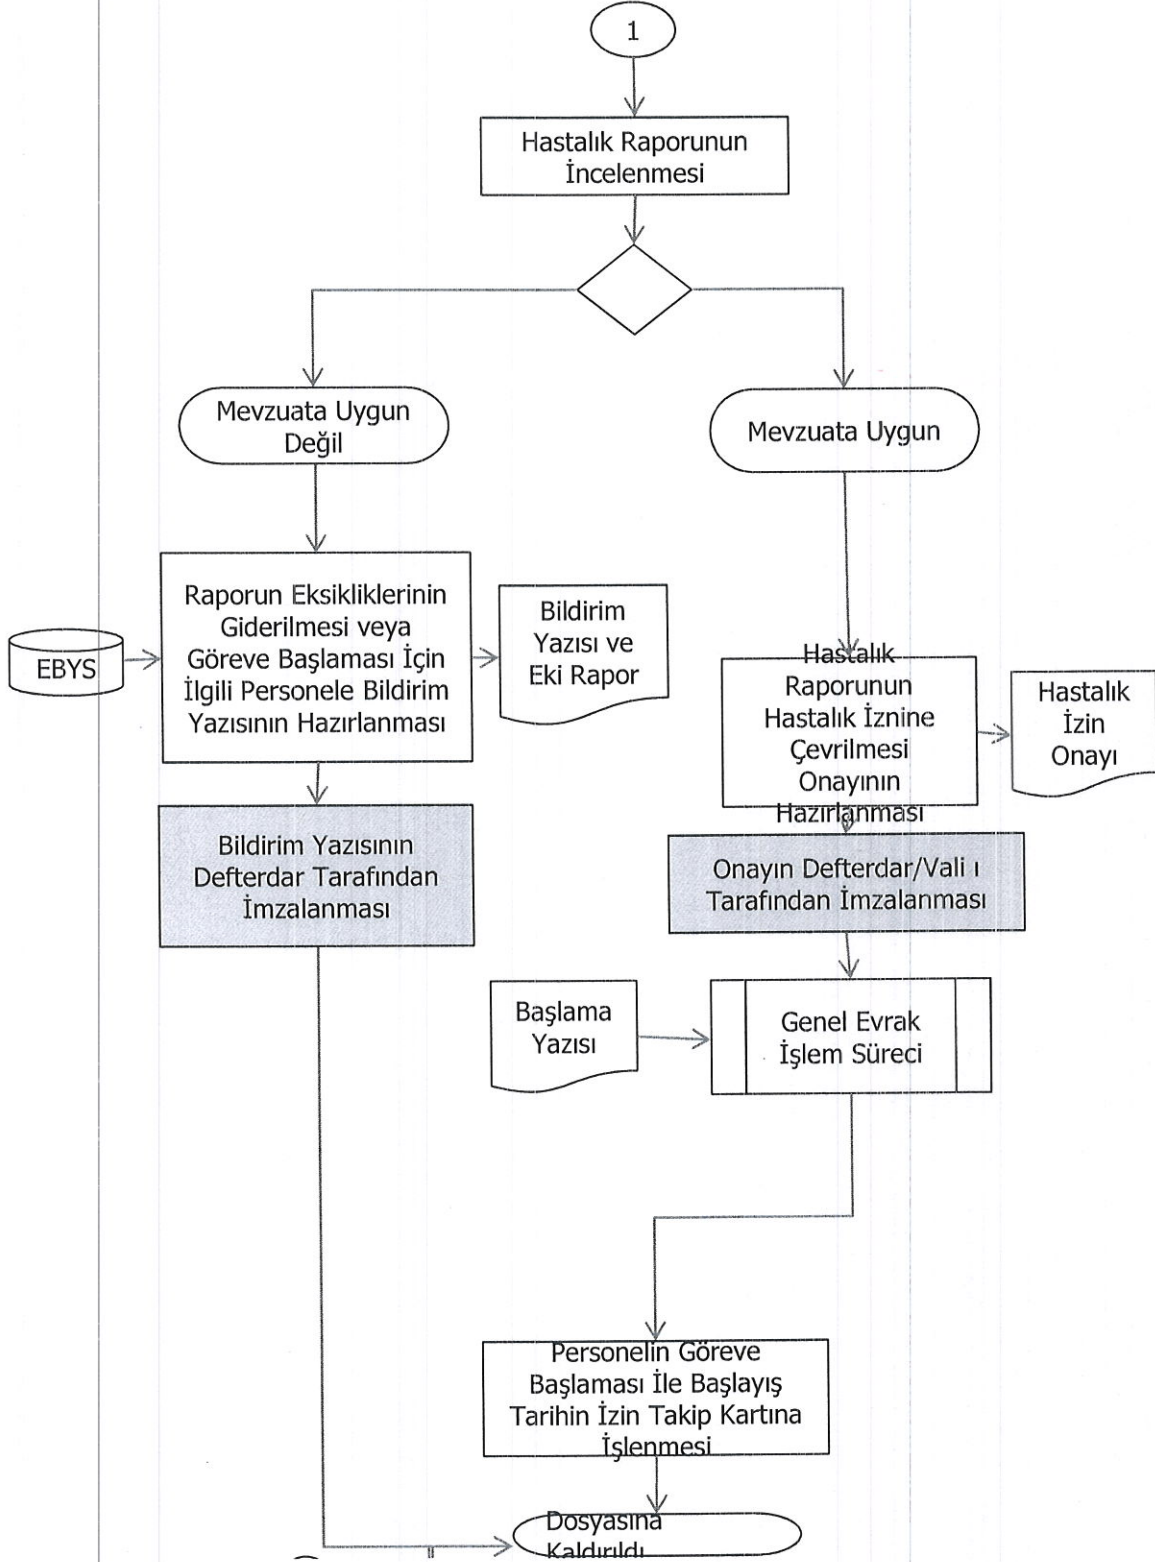 1
Hastalık Raporunun
İncelenmesi
Mevzuata Uygun
Değil
Mevzuata Uygun
EBYS
Raporun Eksikliklerinin
Giderilmesi veya
Göreve Başlaması İçin
İlgili Personele Bildirim
Yazısının Hazırlanması
Bildirim
Yazısı ve
Eki Rapor
Hastalık
Raporunun
Hastalık İznine
Çevrilmesi
Onayının
Hazırlanması
Hastalık
İzin
Onayı
Bildirim Yazısının
Defterdar Tarafından
İmzalanması
Onayın Defterdar/Vali ı
Tarafından İmzalanması
Başlama
Yazısı
Genel Evrak
İşlem Süreci
Personelin Göreve
Başlaması İle Başlayış
Tarihin İzin Takip Kartına
İşlenmesi
Dosyasına
Kaldırıldı